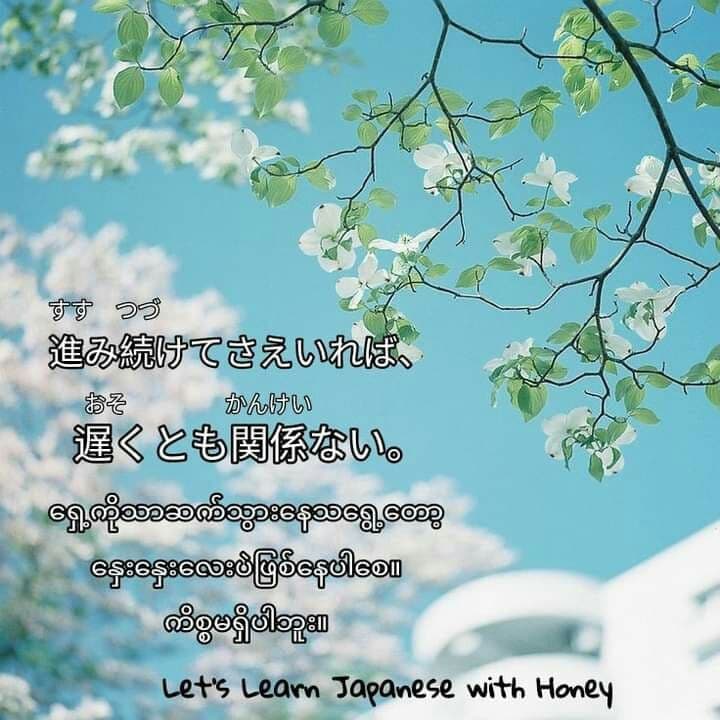 すす つづ
進み続けてさえいれば、
おそ かんけい
遅くとも関係ない。
ရှေ့ကိုသာဆက်သွားနေသရွေ့တော့
နှေးနှေးလေးပဲဖြစ်နေပါစေ။
ကိစ္စမရှိပါဘူး။
Let's Learn Japanese with Honey